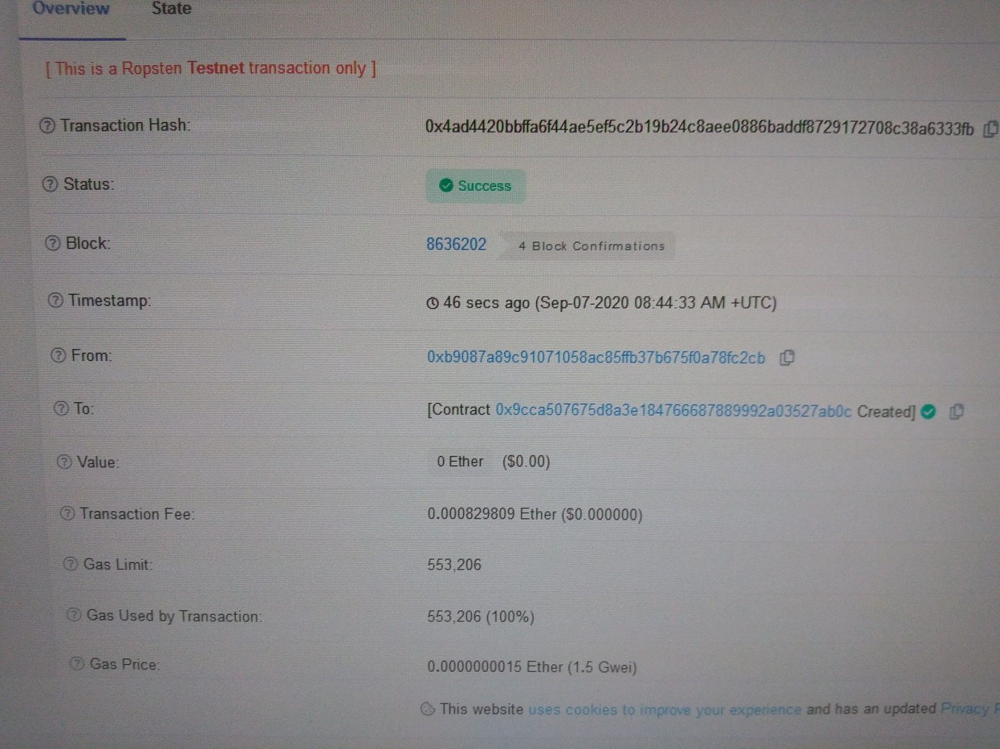 Overview State
[ This is a Ropsten Testnet transaction only ]
Transaction Hash: 0x4ad4420bbffa6f44ae5ef5c2b19b24c8aee0886baddf8729172708c38a6333fb
Status: Success
Block: 8636202 4 Block Confirmations
Timestamp: 46 secs ago (Sep-07-2020 08:44:33 AM +UTC)
From: 0xb9087a89c91071058ac85ffb37b675f0a78fc2cb
To: [Contract 0x9cca507675d8a3e184766687889992a03527ab0c Created]
Value: 0 Ether ($0.00)
Transaction Fee: 0.000829809 Ether ($0.000000)
Gas Limit: 553,206
Gas Used by Transaction: 553,206 (100%)
Gas Price: 0.0000000015 Ether (1.5 Gwei)
This website uses cookies to improve your experience and has an updated Privacy